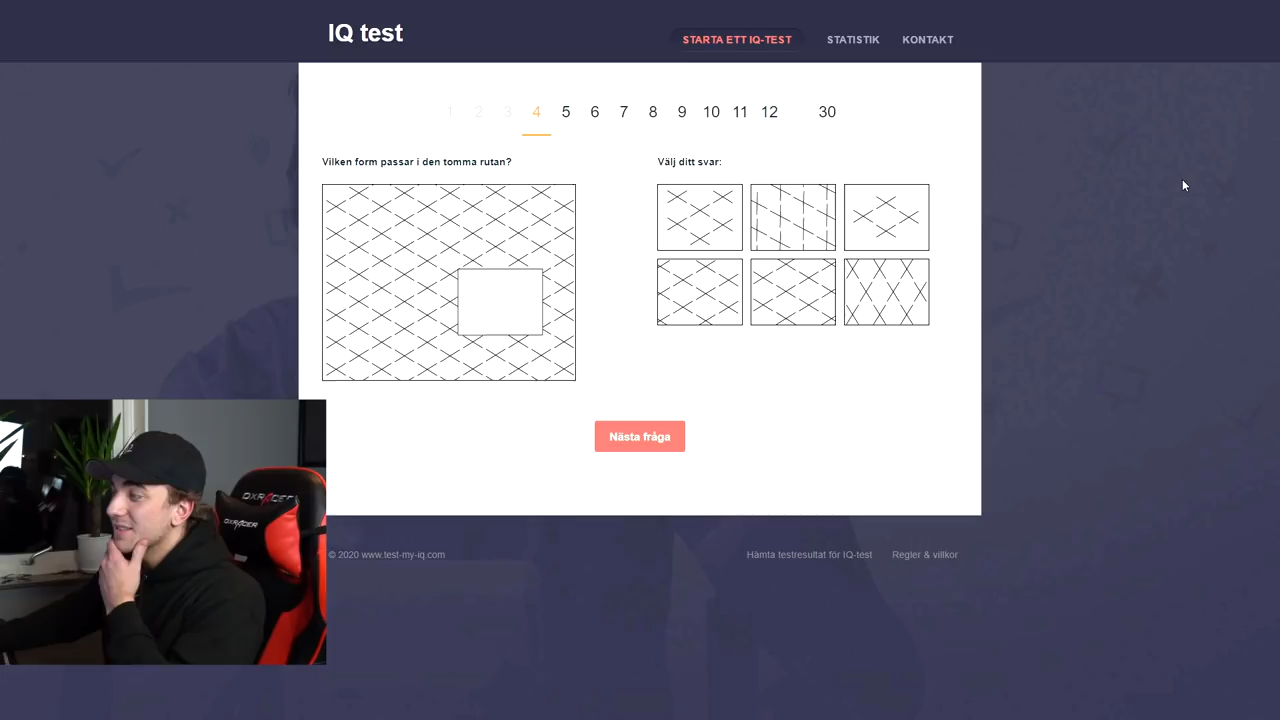 IQ test
STARTA ETT IQ-TEST
STATISTIK
KONTAKT
1 2 3 4 5 6 7 8 9 10 11 12 30
Vilken form passar i den tomma rutan?
Välj ditt svar:
Nästa fråga
© 2020 www.test-my-iq.com
Hämta testresultat för IQ-test
Regler & villkor
DXRACER
DXRACER